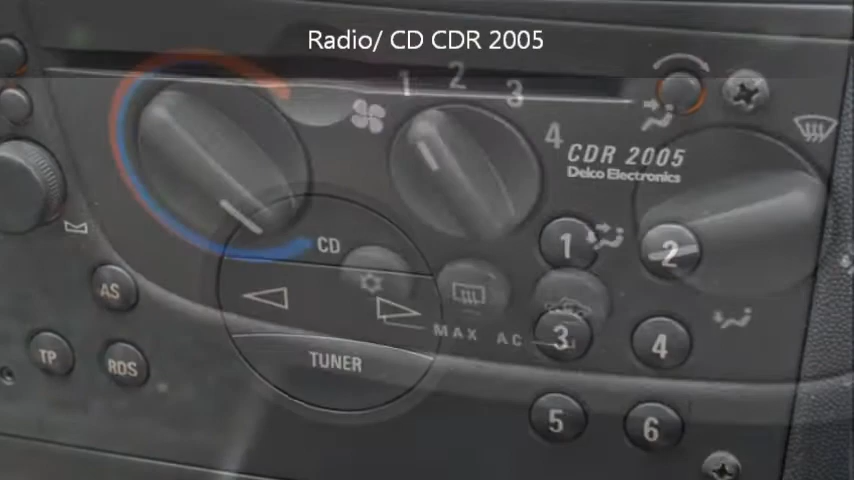 Radio/ CD CDR 2005
1 2 3 4
CDR 2005
Delco Electronics
CD
1 2
AS
MAX AC
3 4
TP RDS
TUNER
5 6